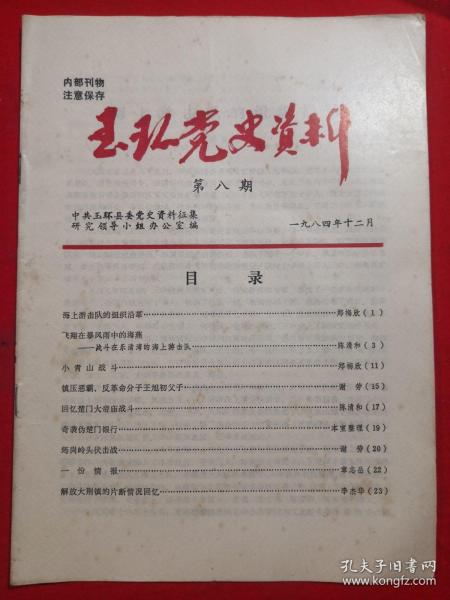 内部刊物
注意保存
玉环党史资料
第八期
中共玉环县委党史资料征集
研究领导小组办公室编
一九八四年十二月
目 录
海上游击队的组织沿革……郑梅欣(1)
飞翔在暴风雨中的海燕
——战斗在乐清湾的海上游击队……陈清和(3)
小青山战斗……郑梅欣(11)
镇压恶霸、反革命分子王旭初父子……谢劳(15)
回忆楚门大帝庙战斗……陈清和(17)
奇袭伪楚门银行……本室整理(19)
岭头伏击战……谢劳(20)
一份情报……章志岳(22)
解放大荆镇的片断情况回忆……李杰华(23)
孔夫子旧书网
www.kongfz.com